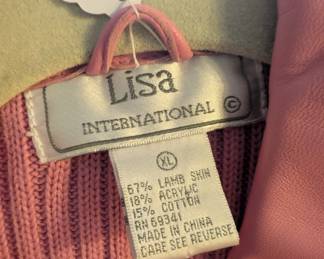 Lisa
INTERNATIONAL ©
XL
67% LAMB SKIN
18% ACRYLIC
15% COTTON
RN 69341
MADE IN CHINA
CARE SEE REVERSE